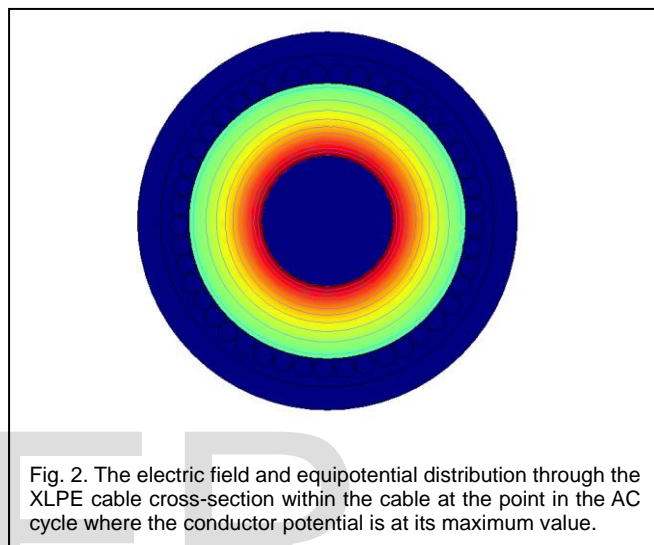 Fig. 2. The electric field and equipotential distribution through the
XLPE cable cross-section within the cable at the point in the AC
cycle where the conductor potential is at its maximum value.